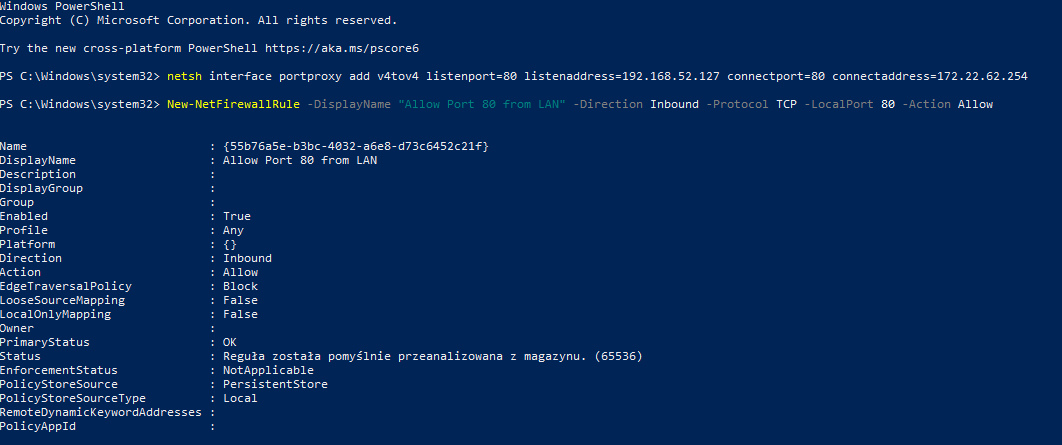 Windows PowerShell
Copyright (C) Microsoft Corporation. All rights reserved.
Try the new cross-platform PowerShell https://aka.ms/pscore6
PS C:\Windows\system32> netsh interface portproxy add v4tov4 listenport=80 listenaddress=192.168.52.127 connectport=80 connectaddress=172.22.62.254
PS C:\Windows\system32> New-NetFirewallRule -DisplayName "Allow Port 80 from LAN" -Direction Inbound -Protocol TCP -LocalPort 80 -Action Allow
Name : {55b76a5e-b3bc-4032-a6e8-d73c6452c21f}
DisplayName : Allow Port 80 from LAN
Description :
DisplayGroup :
Group :
Enabled : True
Profile : Any
Platform : {}
Direction : Inbound
Action : Allow
EdgeTraversalPolicy : Block
LooseSourceMapping : False
LocalOnlyMapping : False
Owner :
PrimaryStatus : OK
Status : Reguła została pomyślnie przeanalizowana z magazynu. (65536)
EnforcementStatus : NotApplicable
PolicyStoreSource : PersistentStore
PolicyStoreSourceType : Local
RemoteDynamicKeywordAddresses :
PolicyAppId :